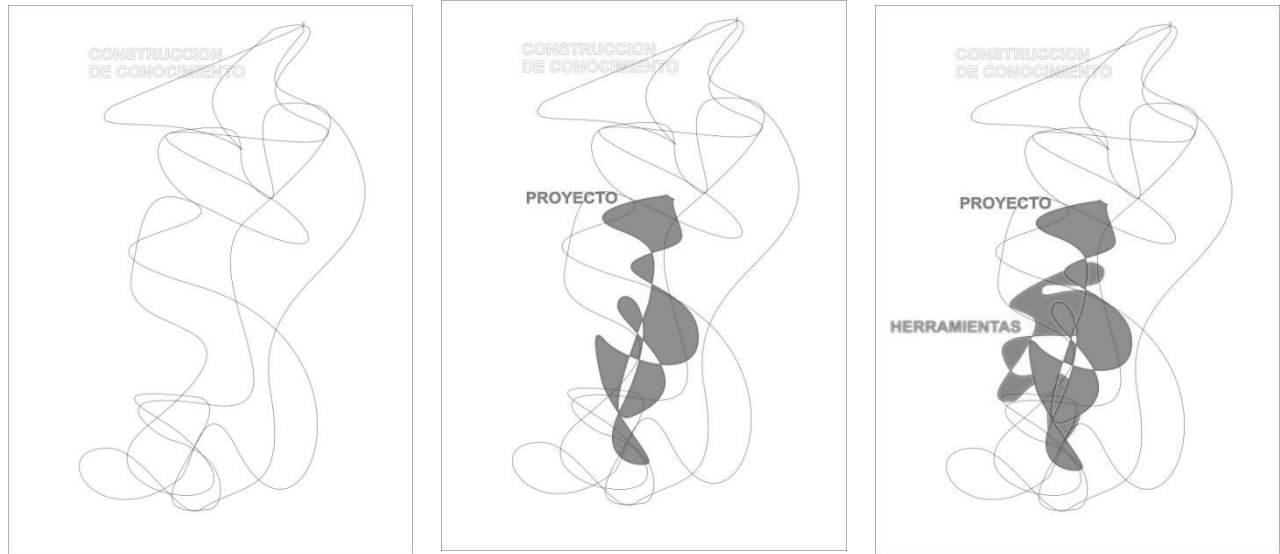 CONSTRUCCION
DE CONOCIMIENTO
CONSTRUCCION
DE CONOCIMIENTO
PROYECTO
CONSTRUCCION
DE CONOCIMIENTO
PROYECTO
HERRAMIENTAS